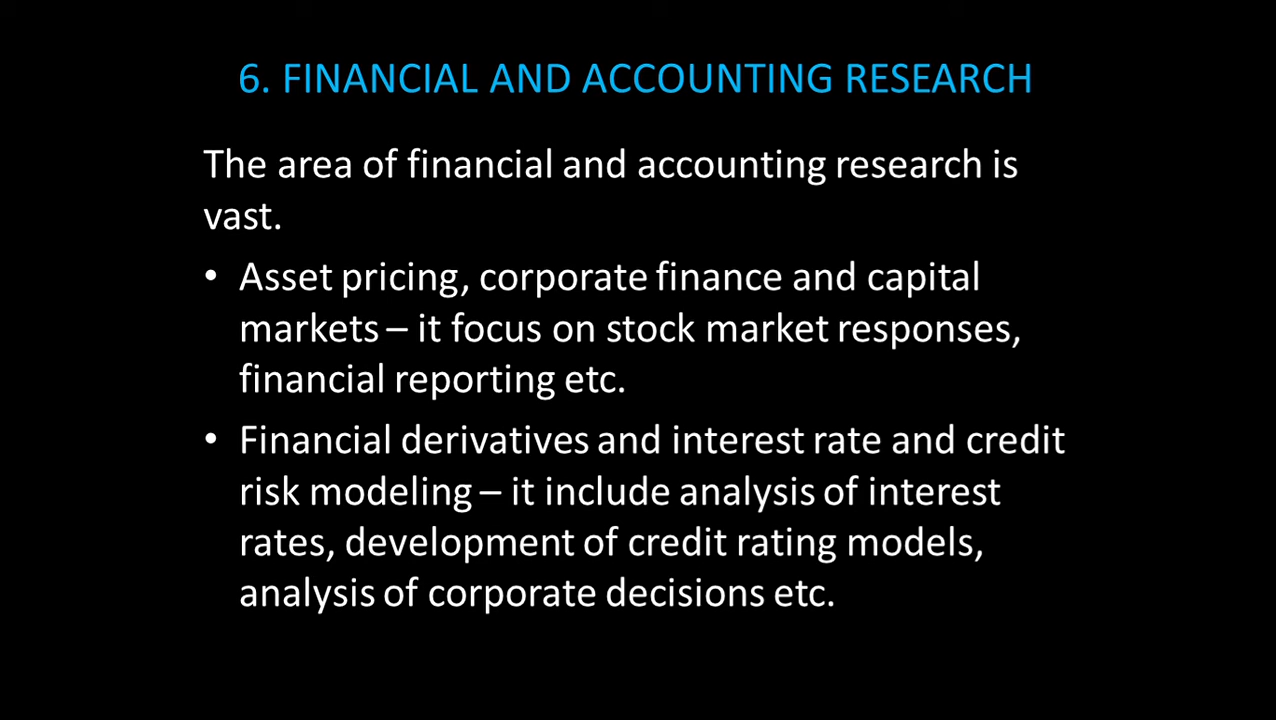 6. FINANCIAL AND ACCOUNTING RESEARCH
The area of financial and accounting research is
vast.
• Asset pricing, corporate finance and capital
markets – it focus on stock market responses,
financial reporting etc.
• Financial derivatives and interest rate and credit
risk modeling – it include analysis of interest
rates, development of credit rating models,
analysis of corporate decisions etc.